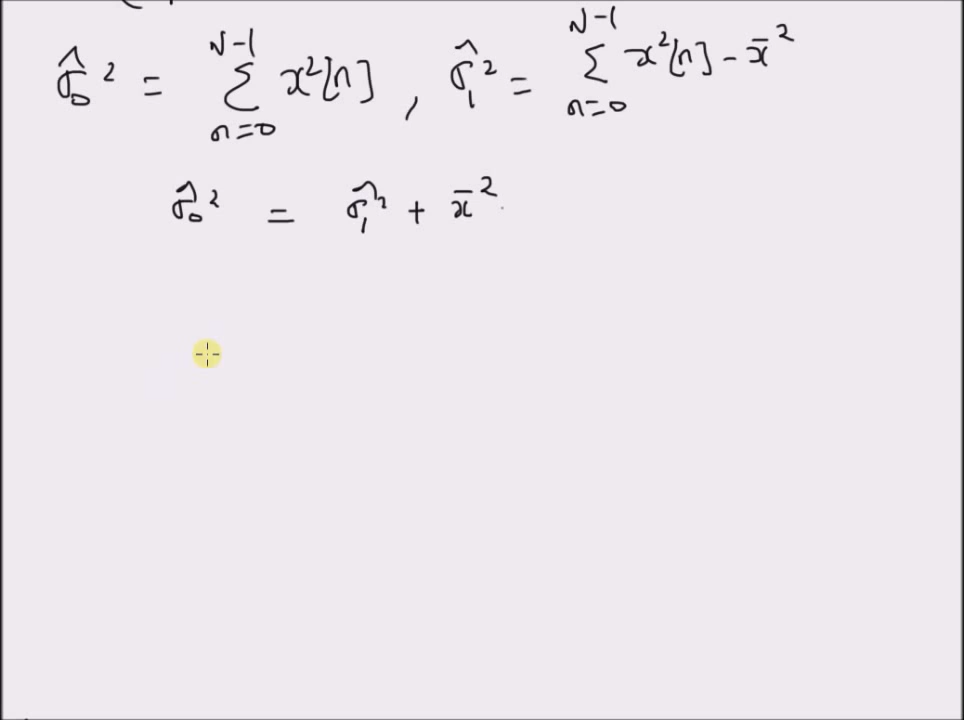 σ̂₀² = Σ_{n=0}^{N-1} x²[n] , σ̂₁² = Σ_{n=0}^{N-1} x²[n] - x̄²
σ̂₀² = σ̂₁² + x̄²